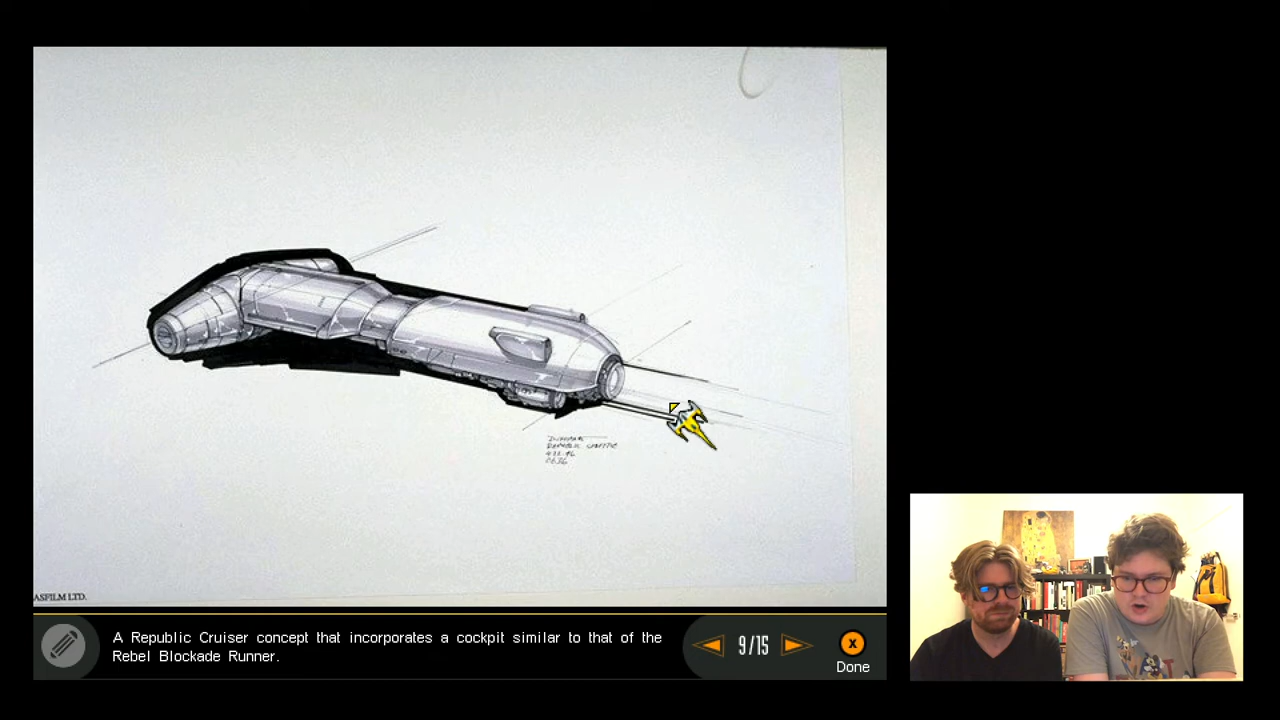 ASFILM LTD.
A Republic Cruiser concept that incorporates a cockpit similar to that of the
Rebel Blockade Runner.
9/15
X
Done